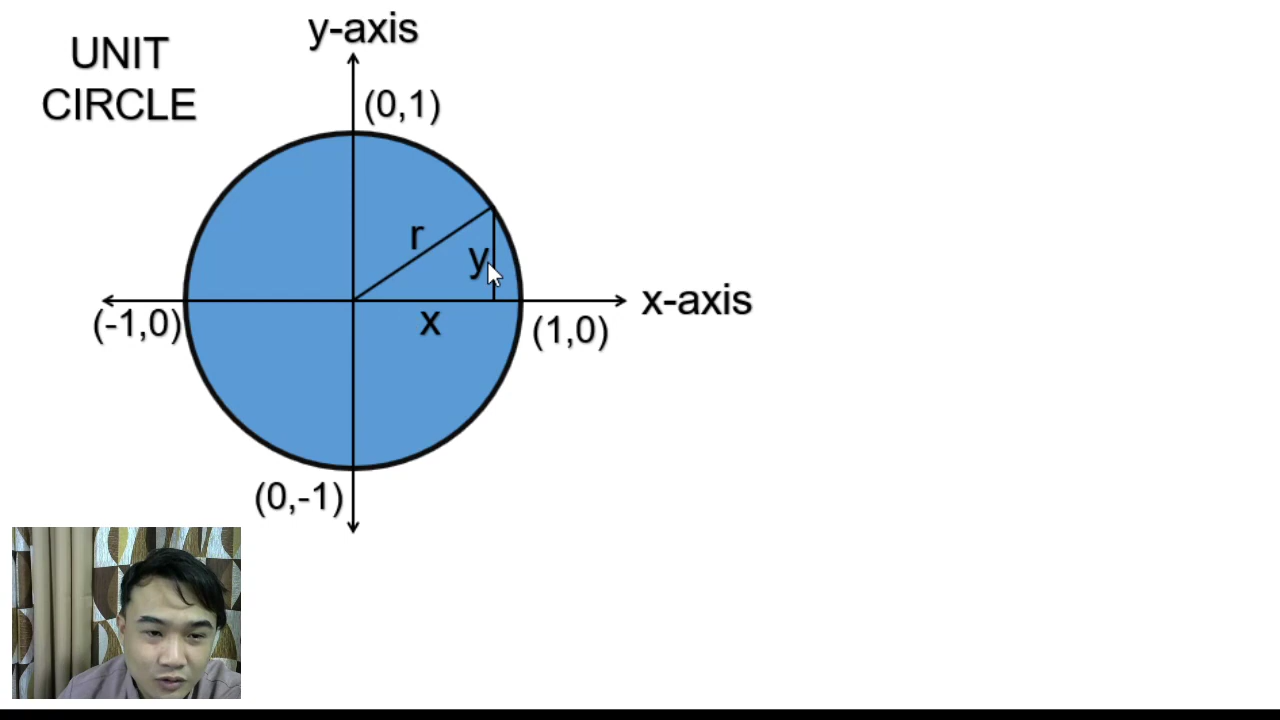 UNIT
CIRCLE
y-axis
(0,1)
r
y
x-axis
(-1,0)
x
(1,0)
(0,-1)